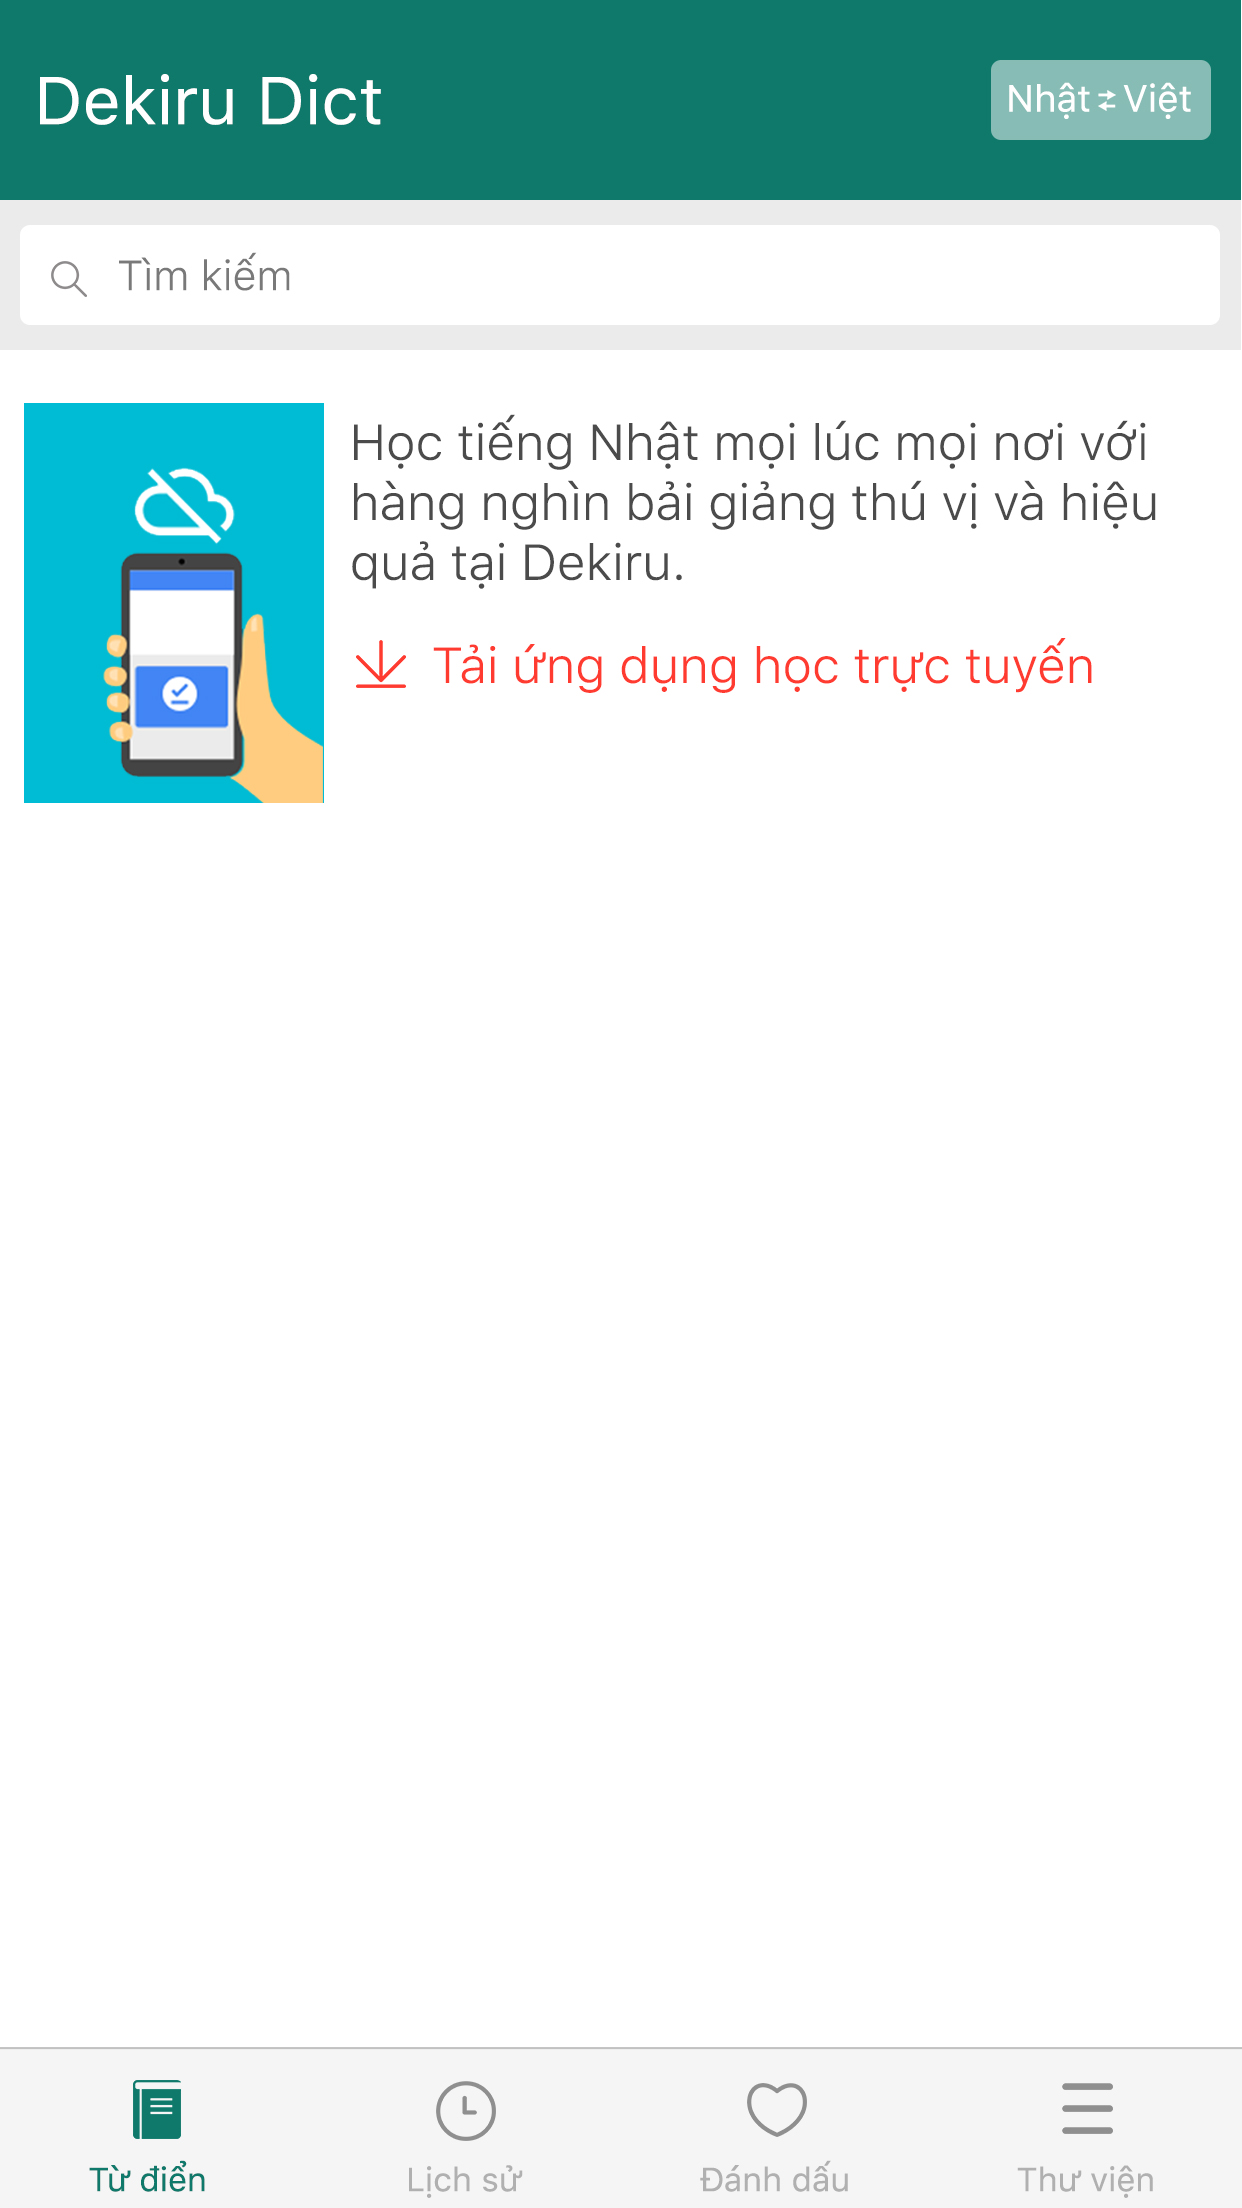 Dekiru Dict
Nhật ⇄ Việt
Tìm kiếm
Học tiếng Nhật mọi lúc mọi nơi với
hàng nghìn bải giảng thú vị và hiệu
quả tại Dekiru.
Tải ứng dụng học trực tuyến
Từ điển
Lịch sử
Đánh dấu
Thư viện